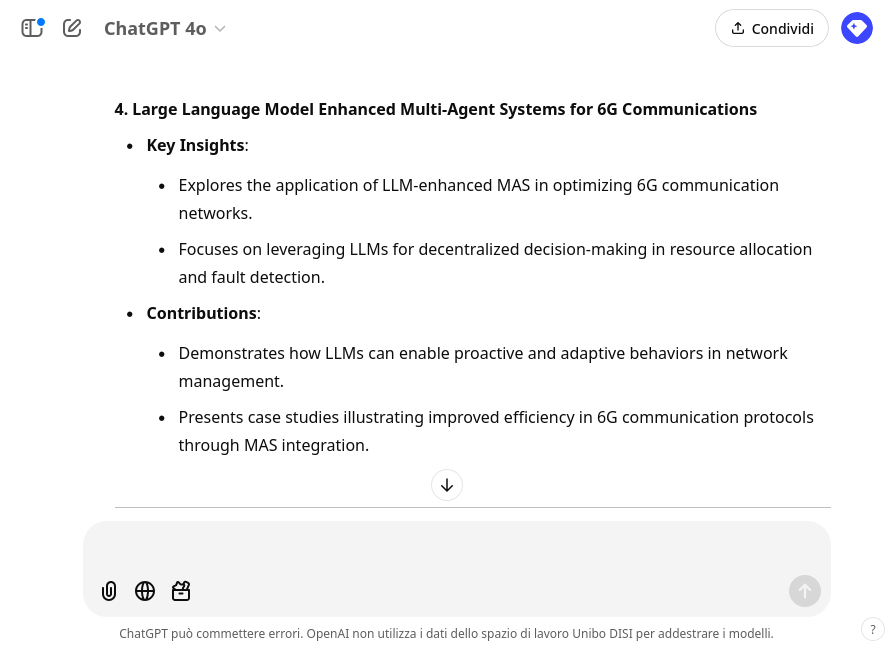 ChatGPT 4o
Condividi
4. Large Language Model Enhanced Multi-Agent Systems for 6G Communications
Key Insights:
Explores the application of LLM-enhanced MAS in optimizing 6G communication
networks.
Focuses on leveraging LLMs for decentralized decision-making in resource allocation
and fault detection.
Contributions:
Demonstrates how LLMs can enable proactive and adaptive behaviors in network
management.
Presents case studies illustrating improved efficiency in 6G communication protocols
through MAS integration.
ChatGPT può commettere errori. OpenAI non utilizza i dati dello spazio di lavoro Unibo DISI per addestrare i modelli.
?